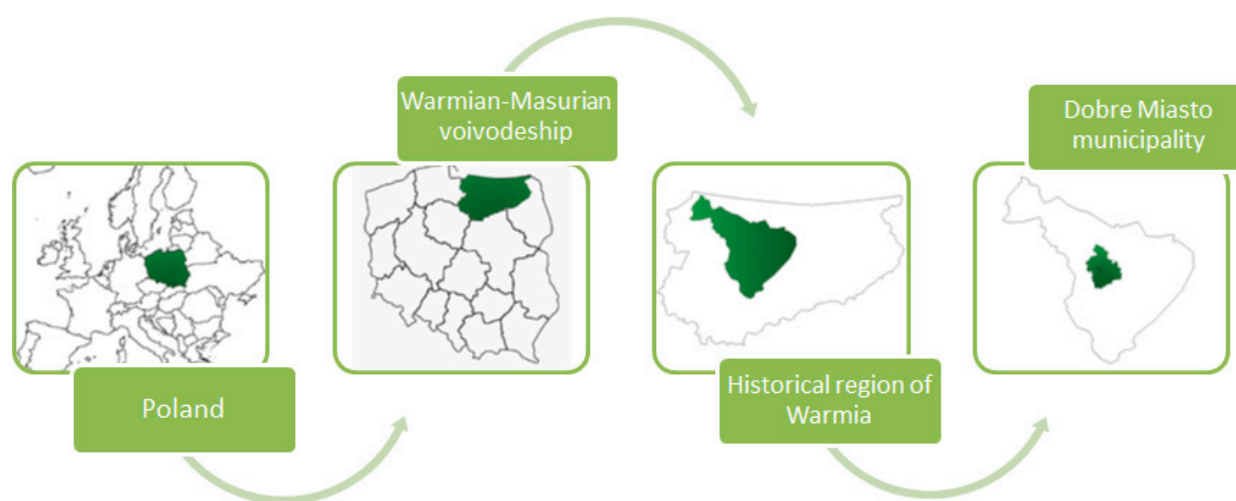 Poland
Warmian-Masurian
voivodeship
Historical region of
Warmia
Dobre Miasto
municipality